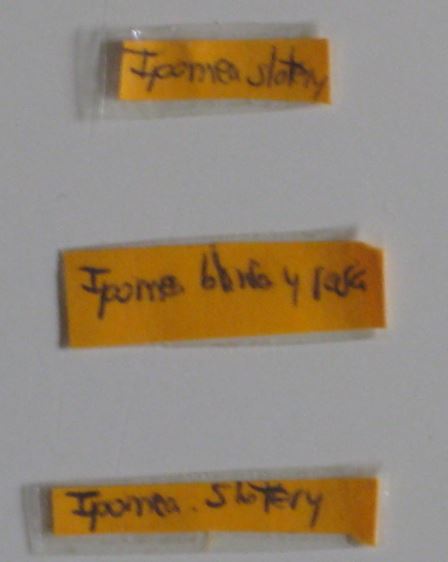 Ipomea slotery
Ipomea blanca y rosa
Ipomea. Slotery